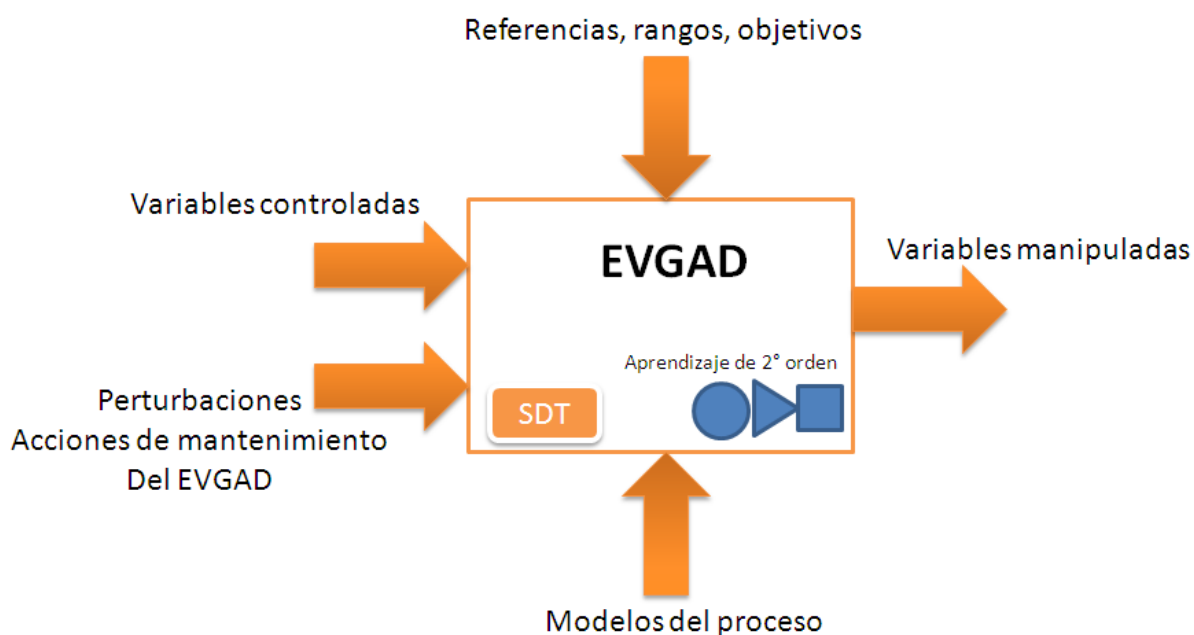 Referencias, rangos, objetivos
Variables controladas
EVGAD
Variables manipuladas
Aprendizaje de 2° orden
SDT
Perturbaciones
Acciones de mantenimiento
Del EVGAD
Modelos del proceso